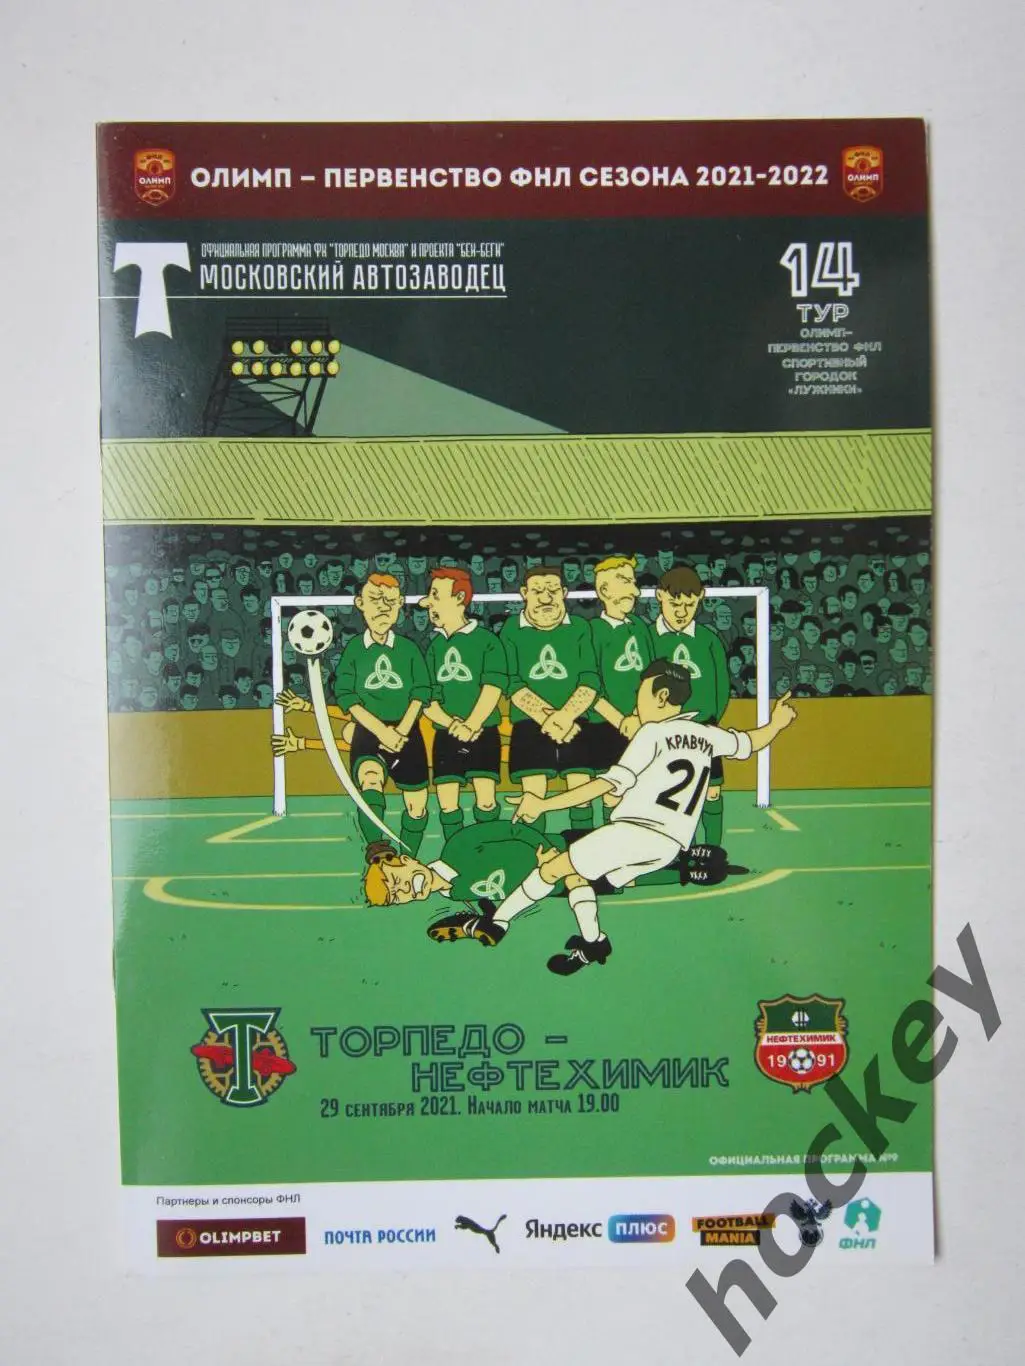 ОЛИМП – ПЕРВЕНСТВО ФНЛ СЕЗОНА 2021-2022
ФНЛ
ОЛИМП
ФНЛ
ОЛИМП
ОФИЦИАЛЬНАЯ ПРОГРАММА ФК "ТОРПЕДО МОСКВА" И ПРОЕКТА "БЕЙ-БЕГИ"
МОСКОВСКИЙ АВТОЗАВОДЕЦ
14
ТУР
ОЛИМП-
ПЕРВЕНСТВО ФНЛ
СПОРТИВНЫЙ
ГОРОДОК
«ЛУЖНИКИ»
КРАВЧУК
21
ТОРПЕДО –
НЕФТЕХИМИК
29 СЕНТЯБРЯ 2021. НАЧАЛО МАТЧА 19.00
НЕФТЕХИМИК
19 91
ОФИЦИАЛЬНАЯ ПРОГРАММА №9
Партнеры и спонсоры ФНЛ
OLIMPBET
ПОЧТА РОССИИ
Яндекс плюс
FOOTBALL
MANIA
ФНЛ
hockey